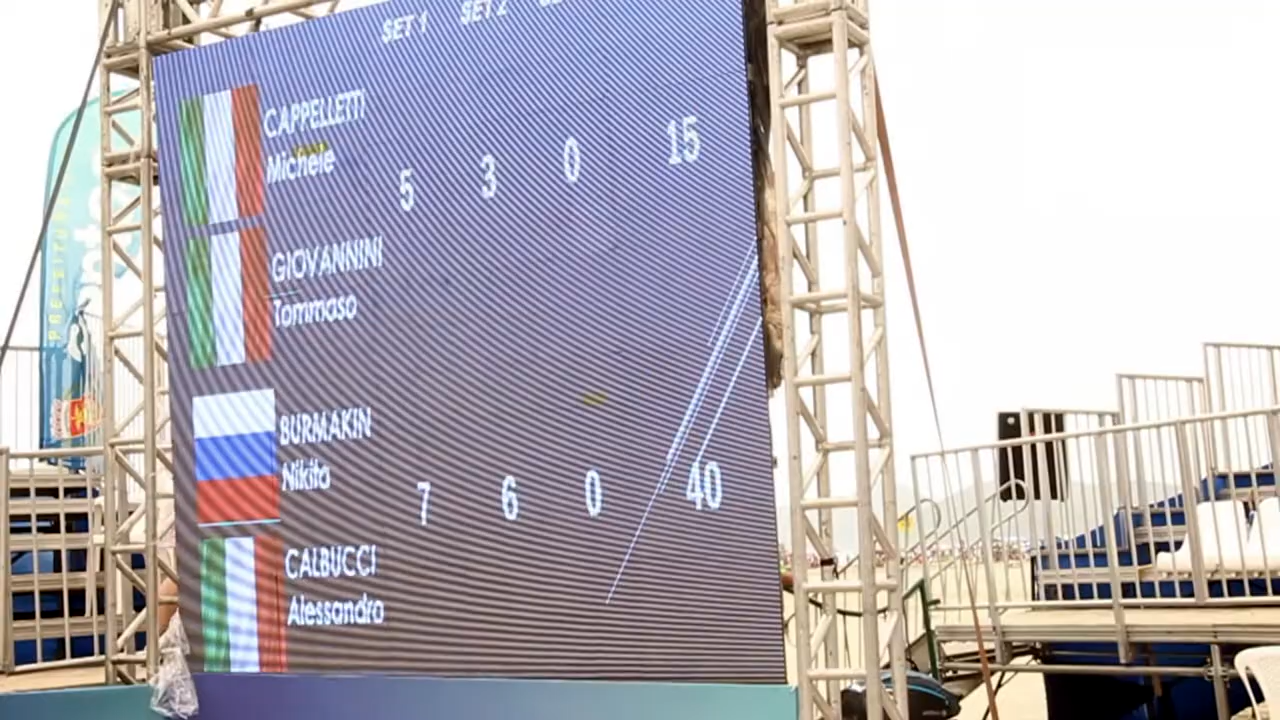 SET 1 SET 2
CAPPELLETTI
Michele
5 3 0 15
GIOVANNINI
Tommaso
BURMAKIN
Nikita
7 6 0 40
CALBUCCI
Alessandro
PREFEITURA